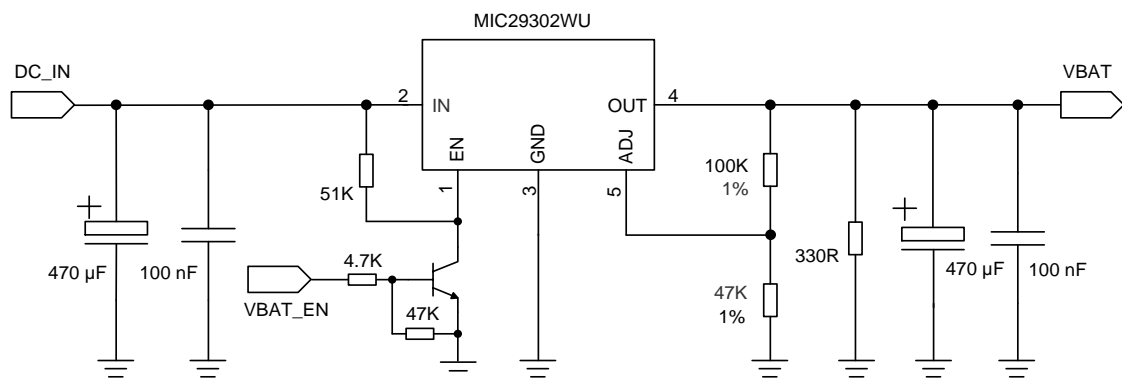 MIC29302WU
DC_IN
VBAT
2
IN
OUT
4
EN
GND
ADJ
1
3
5
51K
100K
1%
470 µF
100 nF
4.7K
VBAT_EN
47K
47K
1%
330R
470 µF
100 nF